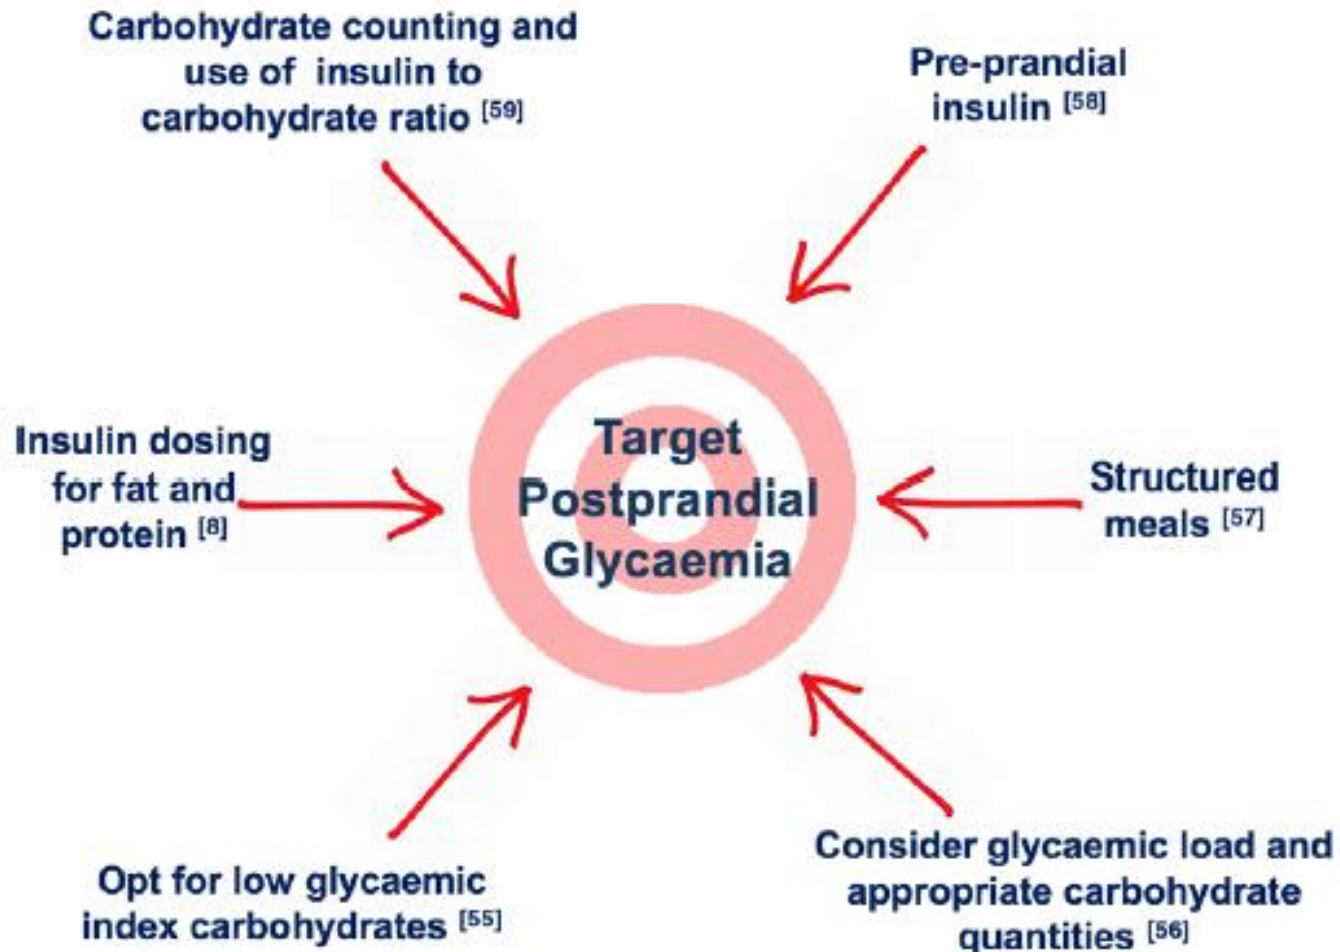 Carbohydrate counting and
use of insulin to
carbohydrate ratio [59]
Pre-prandial
insulin [58]
Insulin dosing
for fat and
protein [8]
Target
Postprandial
Glycaemia
Structured
meals [57]
Opt for low glycaemic
index carbohydrates [55]
Consider glycaemic load and
appropriate carbohydrate
quantities [56]